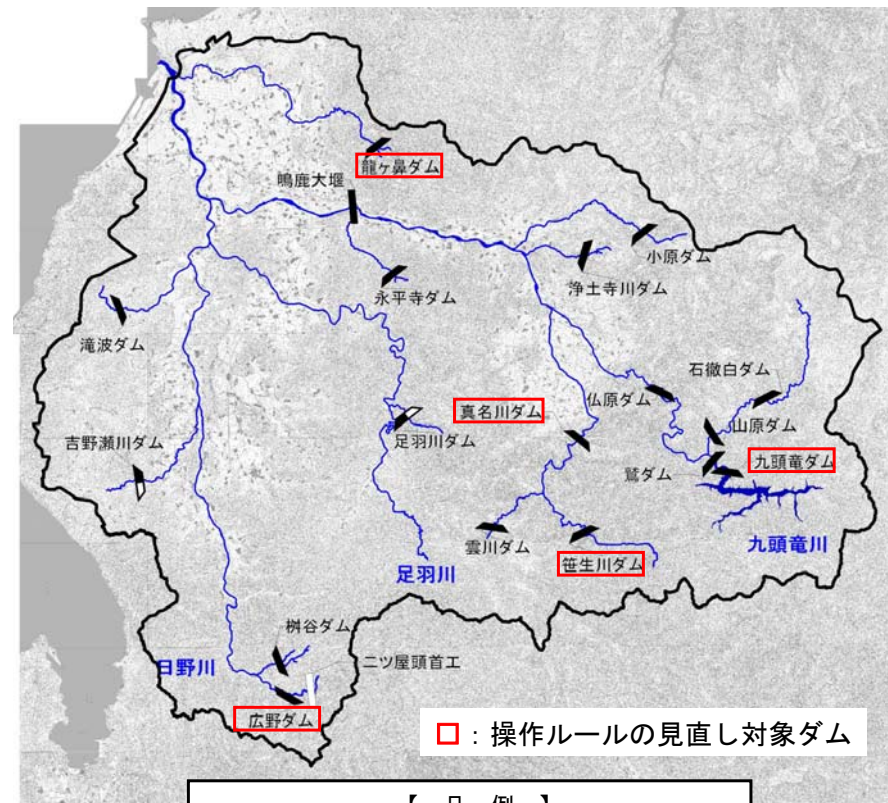 龍ヶ鼻ダム
鳴鹿大堰
小原ダム
浄土寺川ダム
永平寺ダム
滝波ダム
石徹白ダム
仏原ダム
真名川ダム
山原ダム
足羽川ダム
吉野瀬川ダム
九頭竜ダム
鷲ダム
雲川ダム
九頭竜川
笹生川ダム
足羽川
桝谷ダム
日野川
二ツ屋頭首工
広野ダム
□：操作ルールの見直し対象ダム
【 凡 例 】